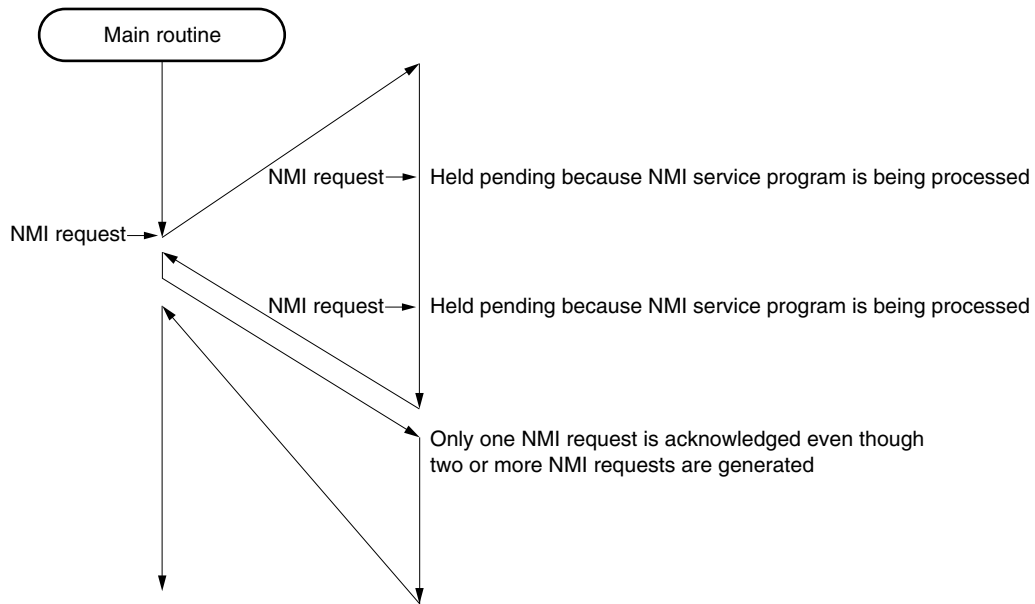 Main routine
NMI request
Held pending because NMI service program is being processed
NMI request
NMI request
Held pending because NMI service program is being processed
Only one NMI request is acknowledged even though
two or more NMI requests are generated